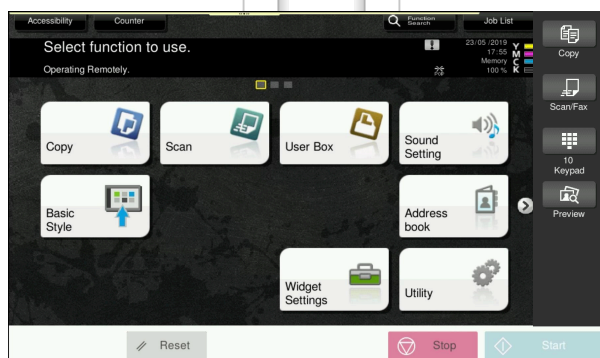 Accessibility
Counter
Function
Search
Job List
Select function to use.
Operating Remotely.
23/05/2019
17:55
Memory
100 %
Y
M
C
K
Copy
Scan
User Box
Sound
Setting
Basic
Style
Address
book
Widget
Settings
Utility
Reset
Stop
Start
Copy
Scan/Fax
10
Keypad
Preview